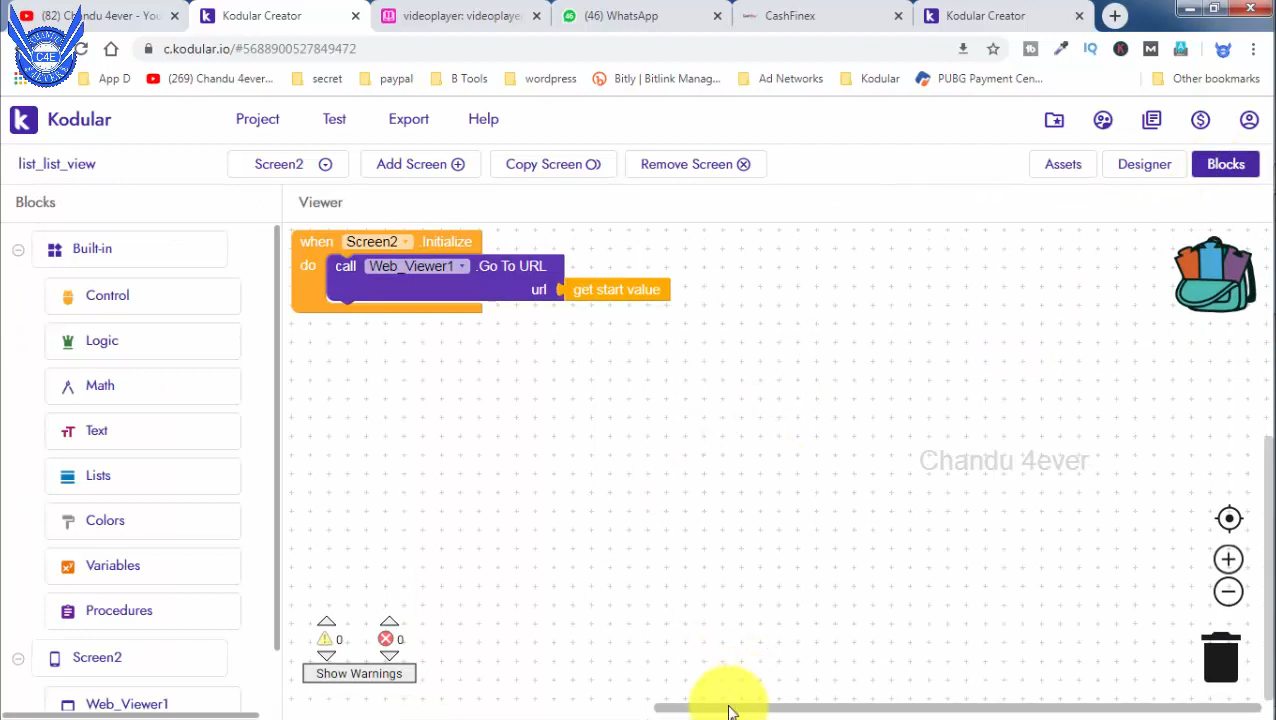 (82) Chandu 4ever - You
Kodular Creator
videoplayer: videoplaye
(46) WhatsApp
CashFinex
Kodular Creator
C4E
c.kodular.io/#5688900527849472
App D
(269) Chandu 4ever...
secret
paypal
B Tools
wordpress
Bitly | Bitlink Manag...
Ad Networks
Kodular
PUBG Payment Cen...
Other bookmarks
Kodular
Project
Test
Export
Help
list_list_view
Screen2
Add Screen
Copy Screen
Remove Screen
Assets
Designer
Blocks
Blocks
Viewer
Built-in
Control
Logic
Math
Text
Lists
Colors
Variables
Procedures
Screen2
Web_Viewer1
when Screen2 .Initialize
do call Web_Viewer1 .Go To URL
url get start value
Chandu 4ever
0 0
Show Warnings